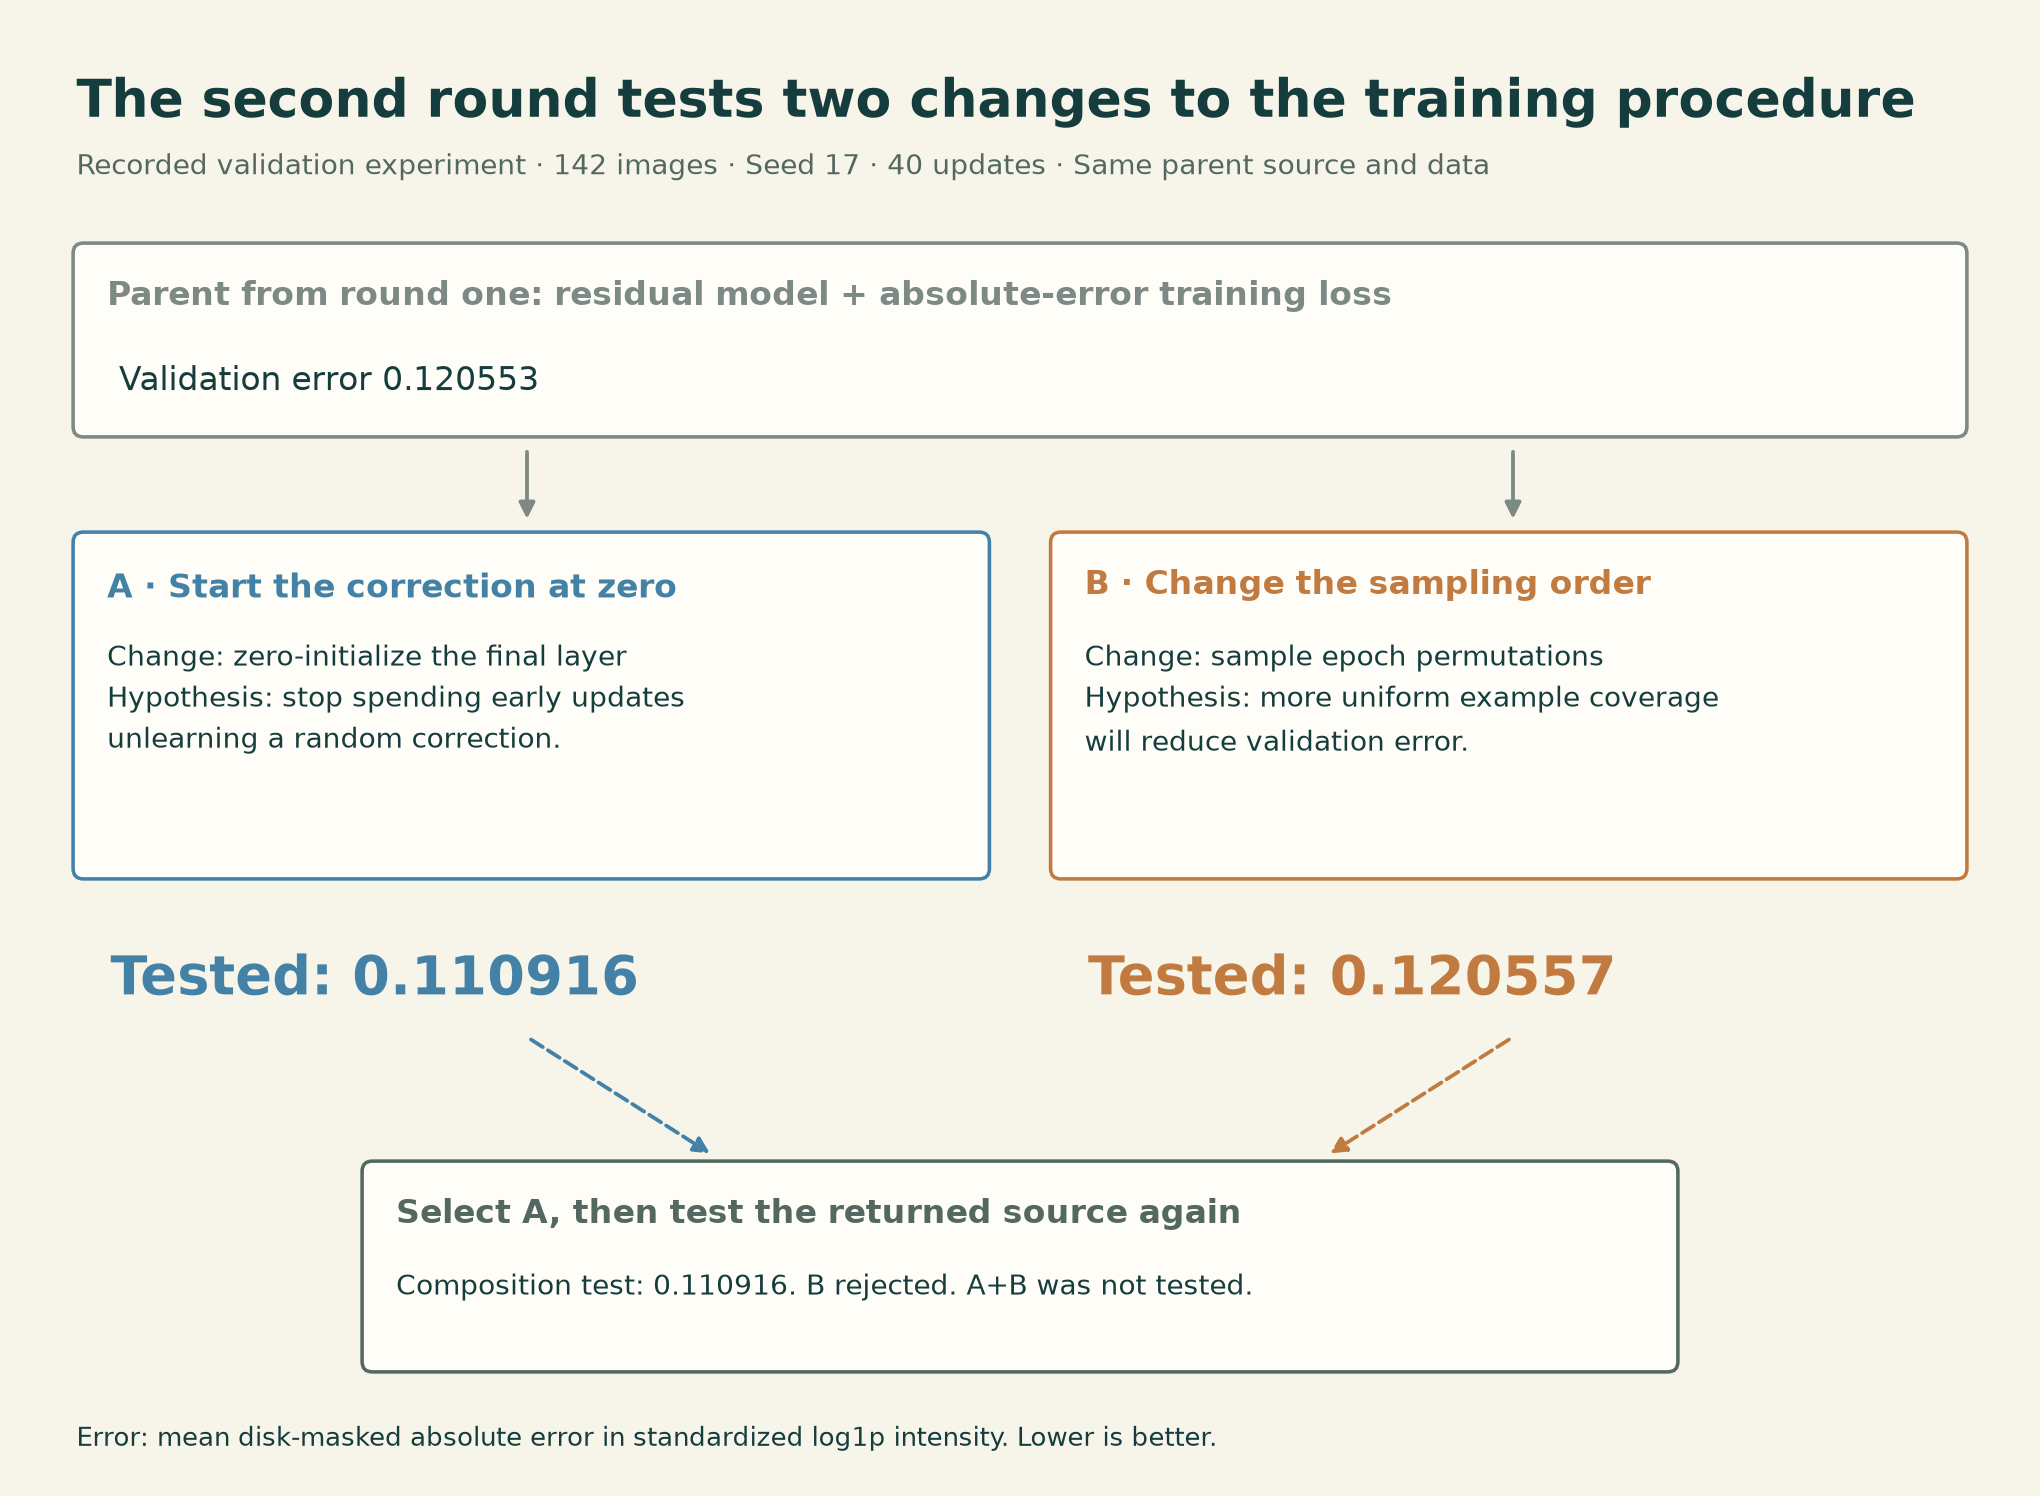 The second round tests two changes to the training procedure
Recorded validation experiment · 142 images · Seed 17 · 40 updates · Same parent source and data
Parent from round one: residual model + absolute-error training loss
Validation error 0.120553
A · Start the correction at zero
Change: zero-initialize the final layer
Hypothesis: stop spending early updates
unlearning a random correction.
B · Change the sampling order
Change: sample epoch permutations
Hypothesis: more uniform example coverage
will reduce validation error.
Tested: 0.110916
Tested: 0.120557
Select A, then test the returned source again
Composition test: 0.110916. B rejected. A+B was not tested.
Error: mean disk-masked absolute error in standardized log1p intensity. Lower is better.